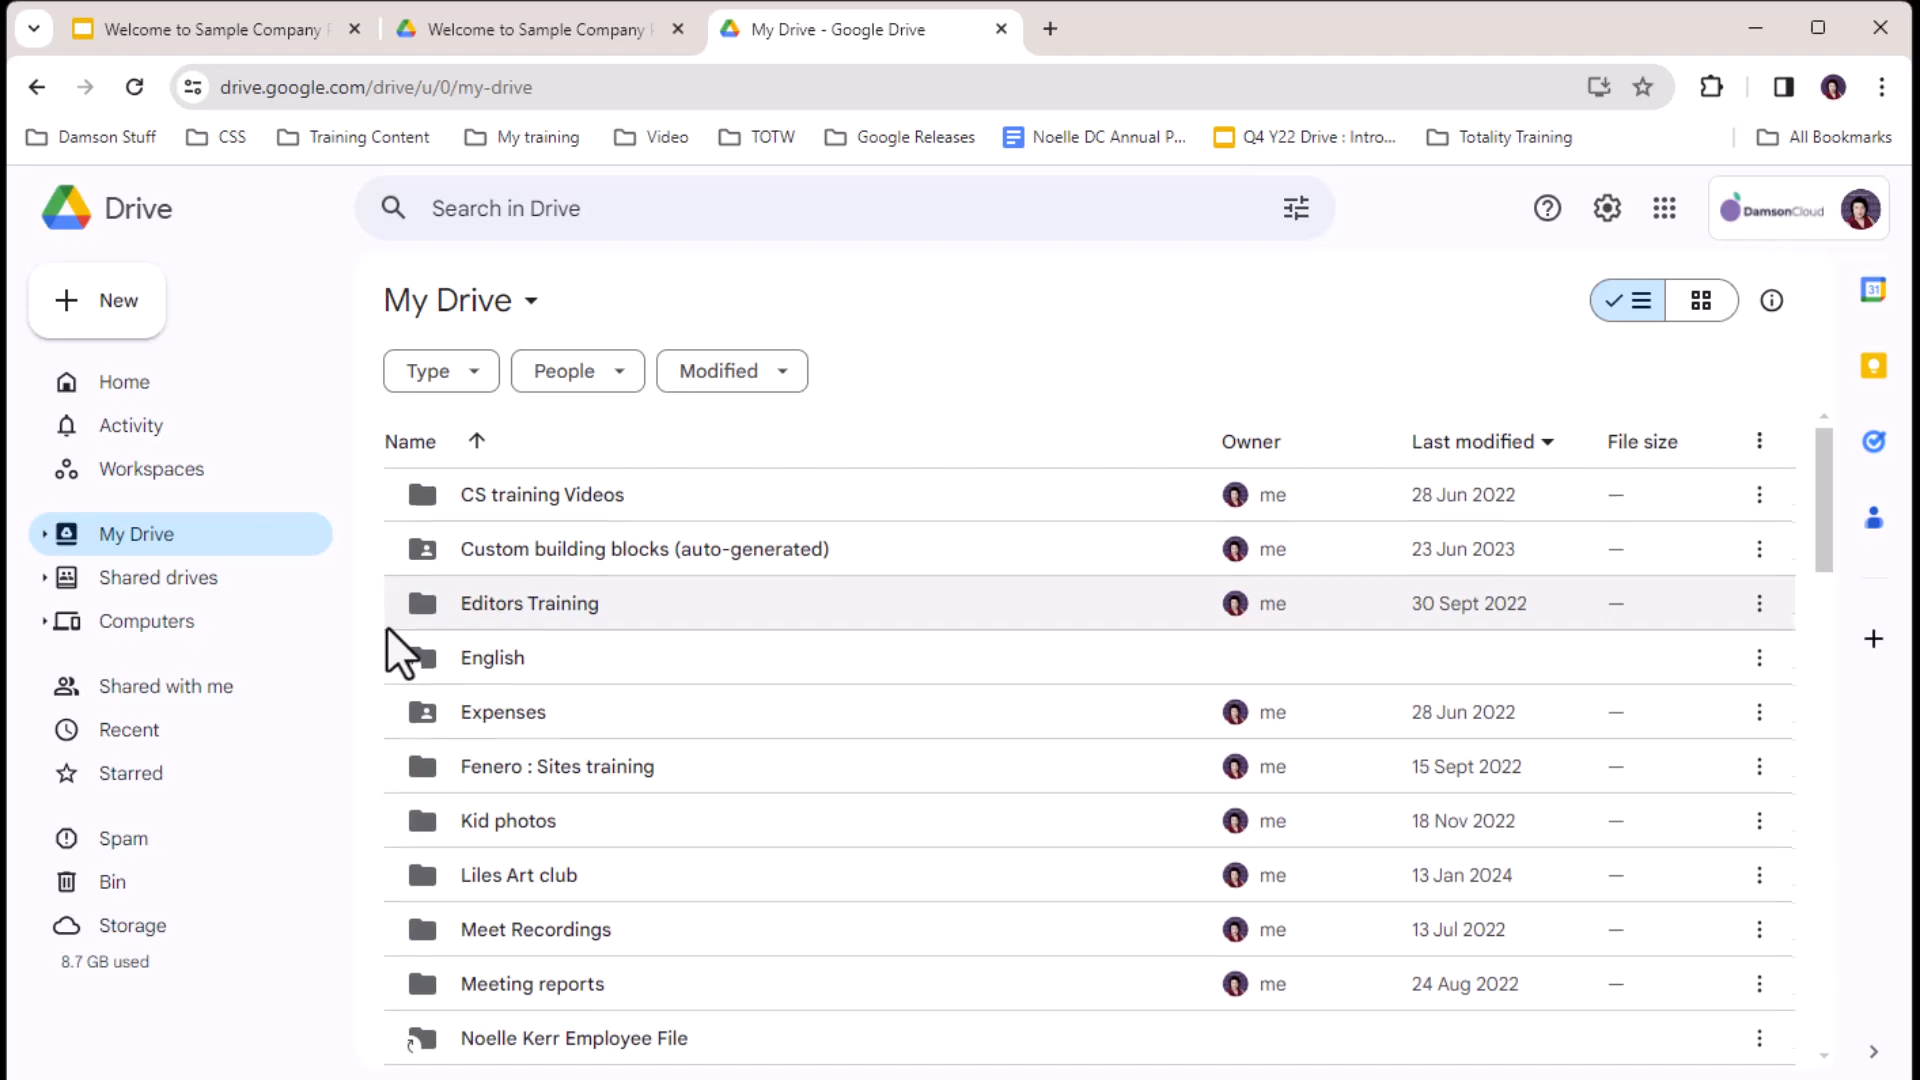 Welcome to Sample Company
Welcome to Sample Company
My Drive - Google Drive
drive.google.com/drive/u/0/my-drive
Damson Stuff
CSS
Training Content
My training
Video
TOTW
Google Releases
Noelle DC Annual P...
Q4 Y22 Drive : Intro...
Totality Training
All Bookmarks
Drive
Search in Drive
DamsonCloud
New
My Drive
31
Type
People
Modified
Home
Activity
Workspaces
My Drive
Shared drives
Computers
Shared with me
Recent
Starred
Spam
Bin
Storage
8.7 GB used
Name Owner Last modified File size
CS training Videos me 28 Jun 2022 —
Custom building blocks (auto-generated) me 23 Jun 2023 —
Editors Training me 30 Sept 2022 —
English
Expenses me 28 Jun 2022 —
Fenero : Sites training me 15 Sept 2022 —
Kid photos me 18 Nov 2022 —
Liles Art club me 13 Jan 2024 —
Meet Recordings me 13 Jul 2022 —
Meeting reports me 24 Aug 2022 —
Noelle Kerr Employee File